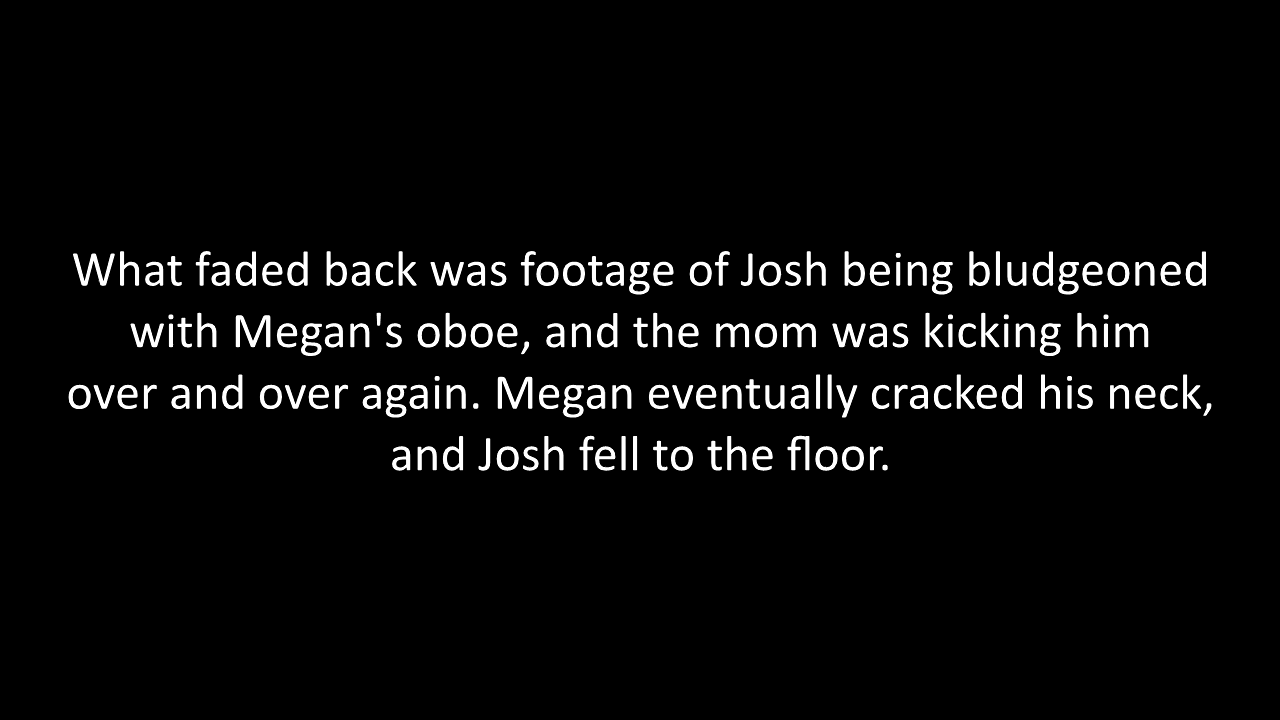 What faded back was footage of Josh being bludgeoned
with Megan's oboe, and the mom was kicking him
over and over again. Megan eventually cracked his neck,
and Josh fell to the floor.